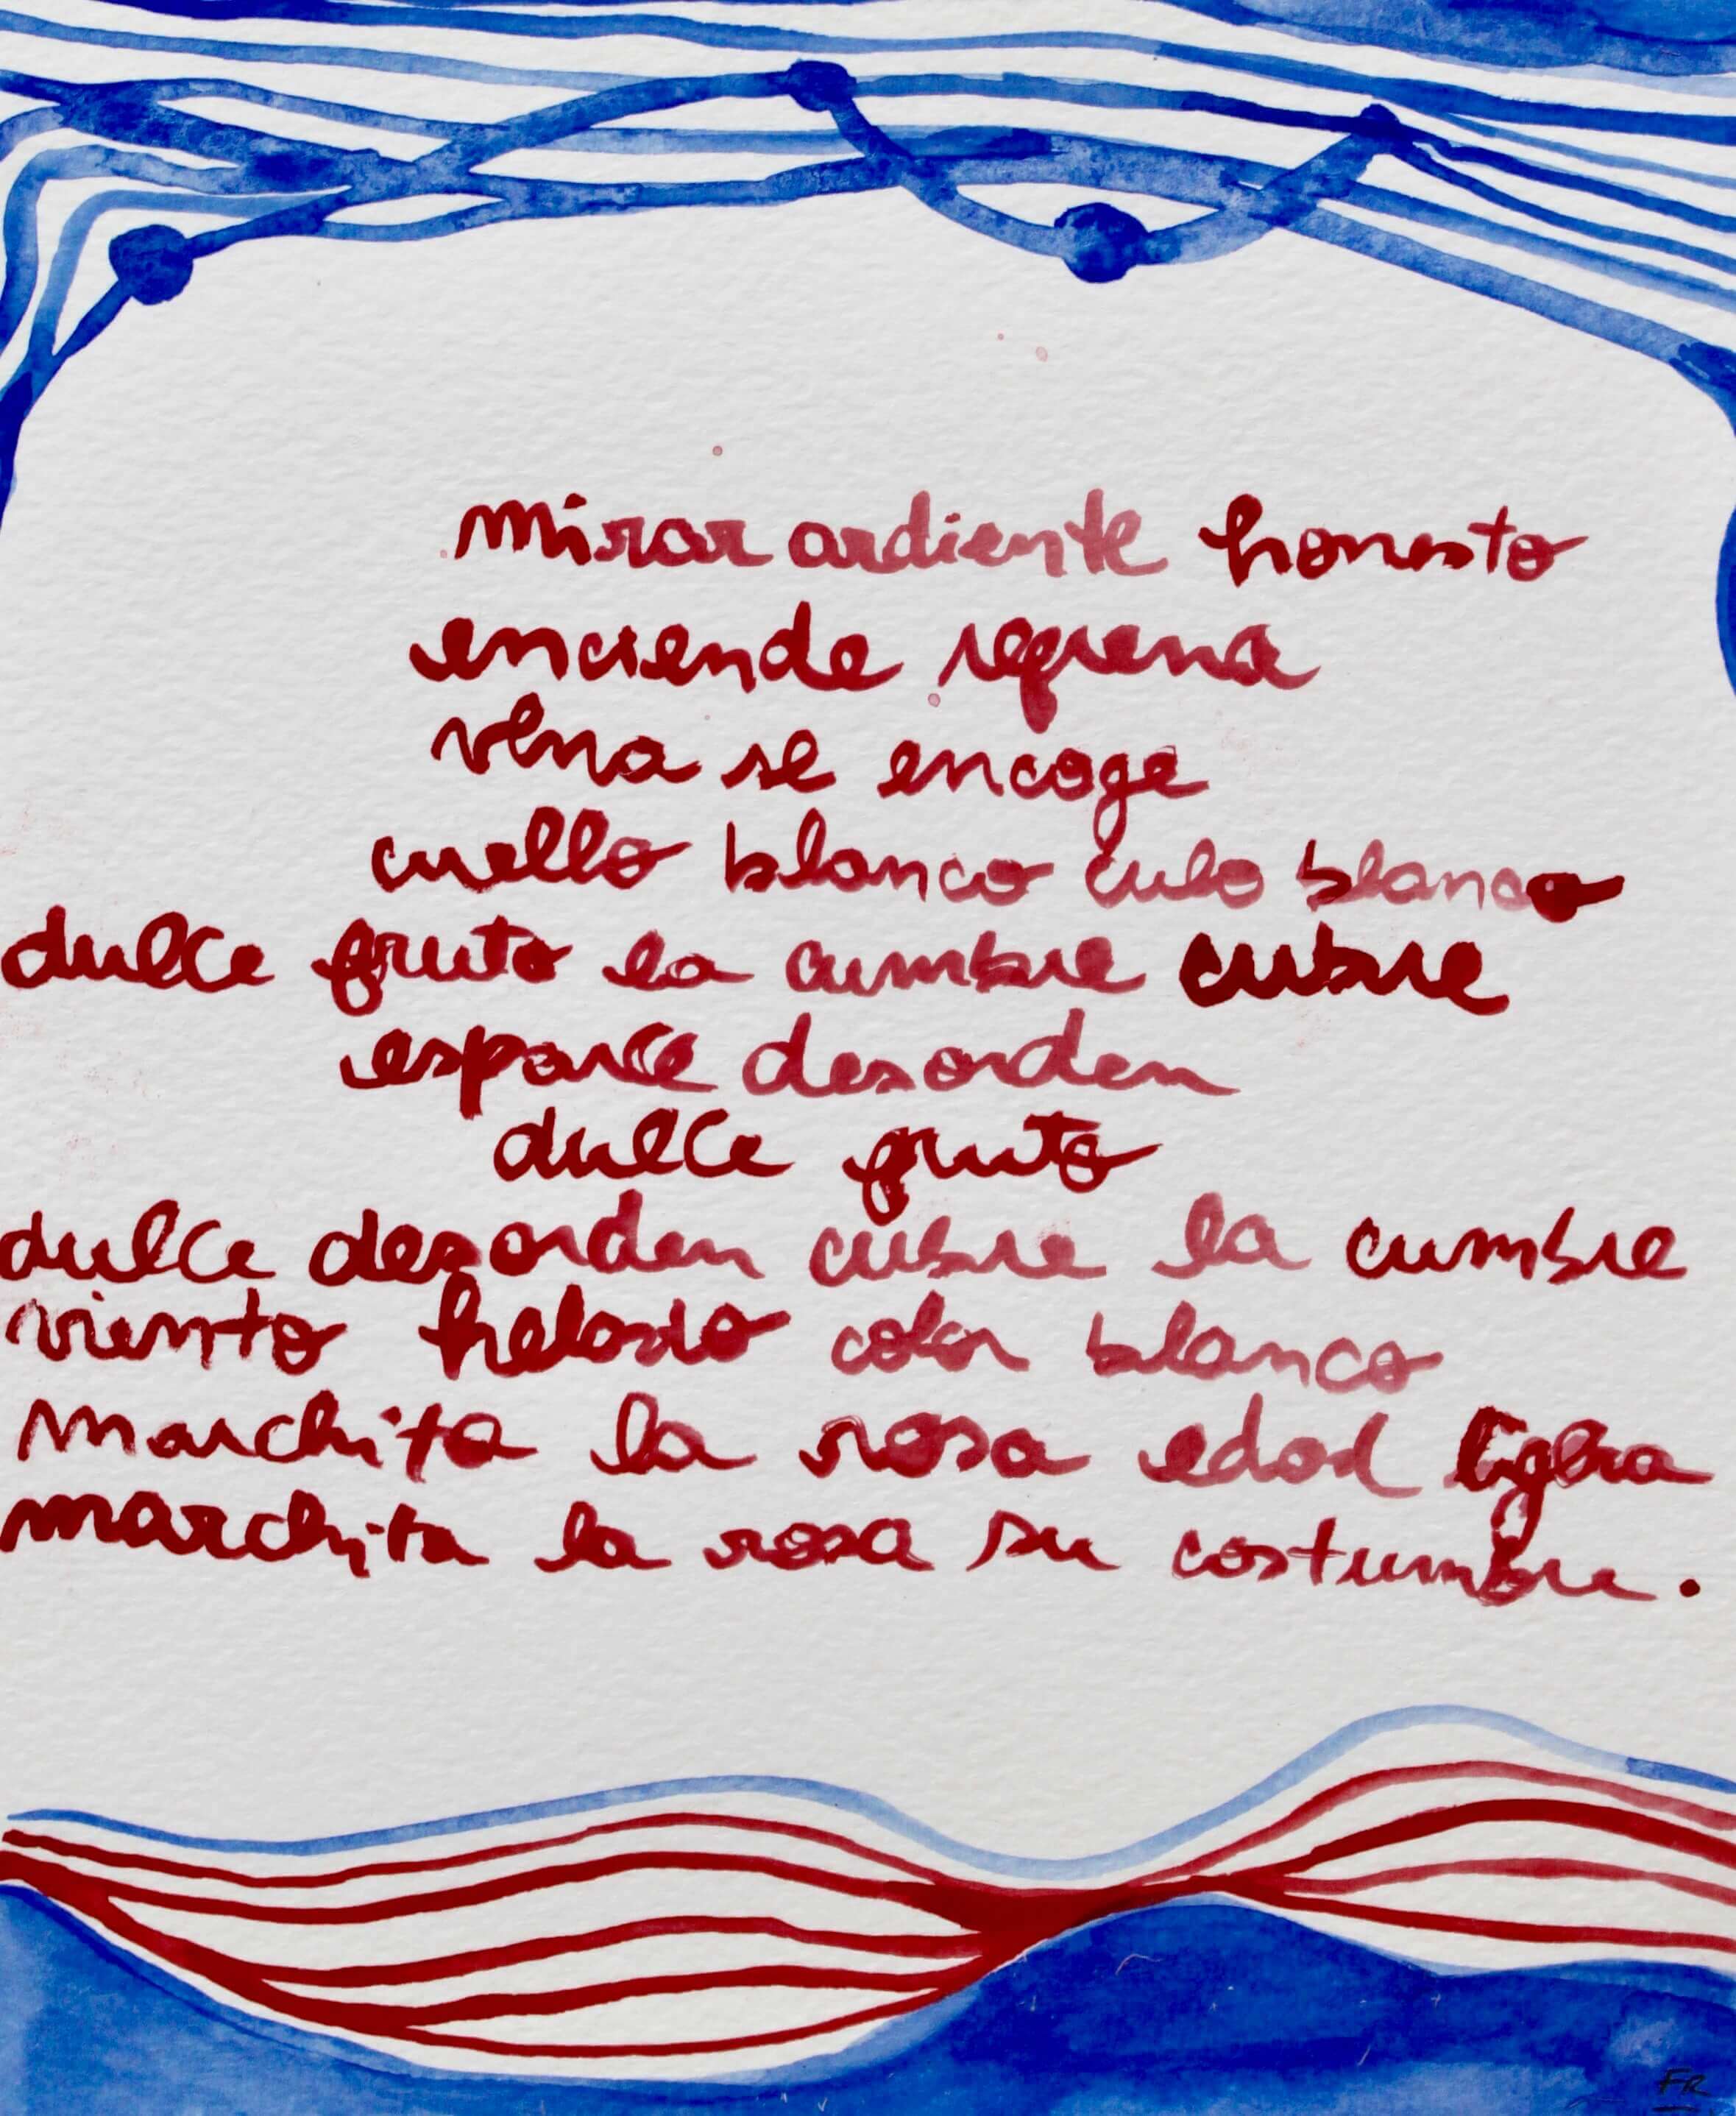 mirar ardiente honesto
enciende refrena
vena se encoge
cuello blanco culo blanco
dulce fruto la cumbre cubre
esparce desorden
dulce fruto
dulce desorden cubre la cumbre
viento helado color blanco
marchita la rosa edad ligera
marchita la rosa su costumbre.
FR